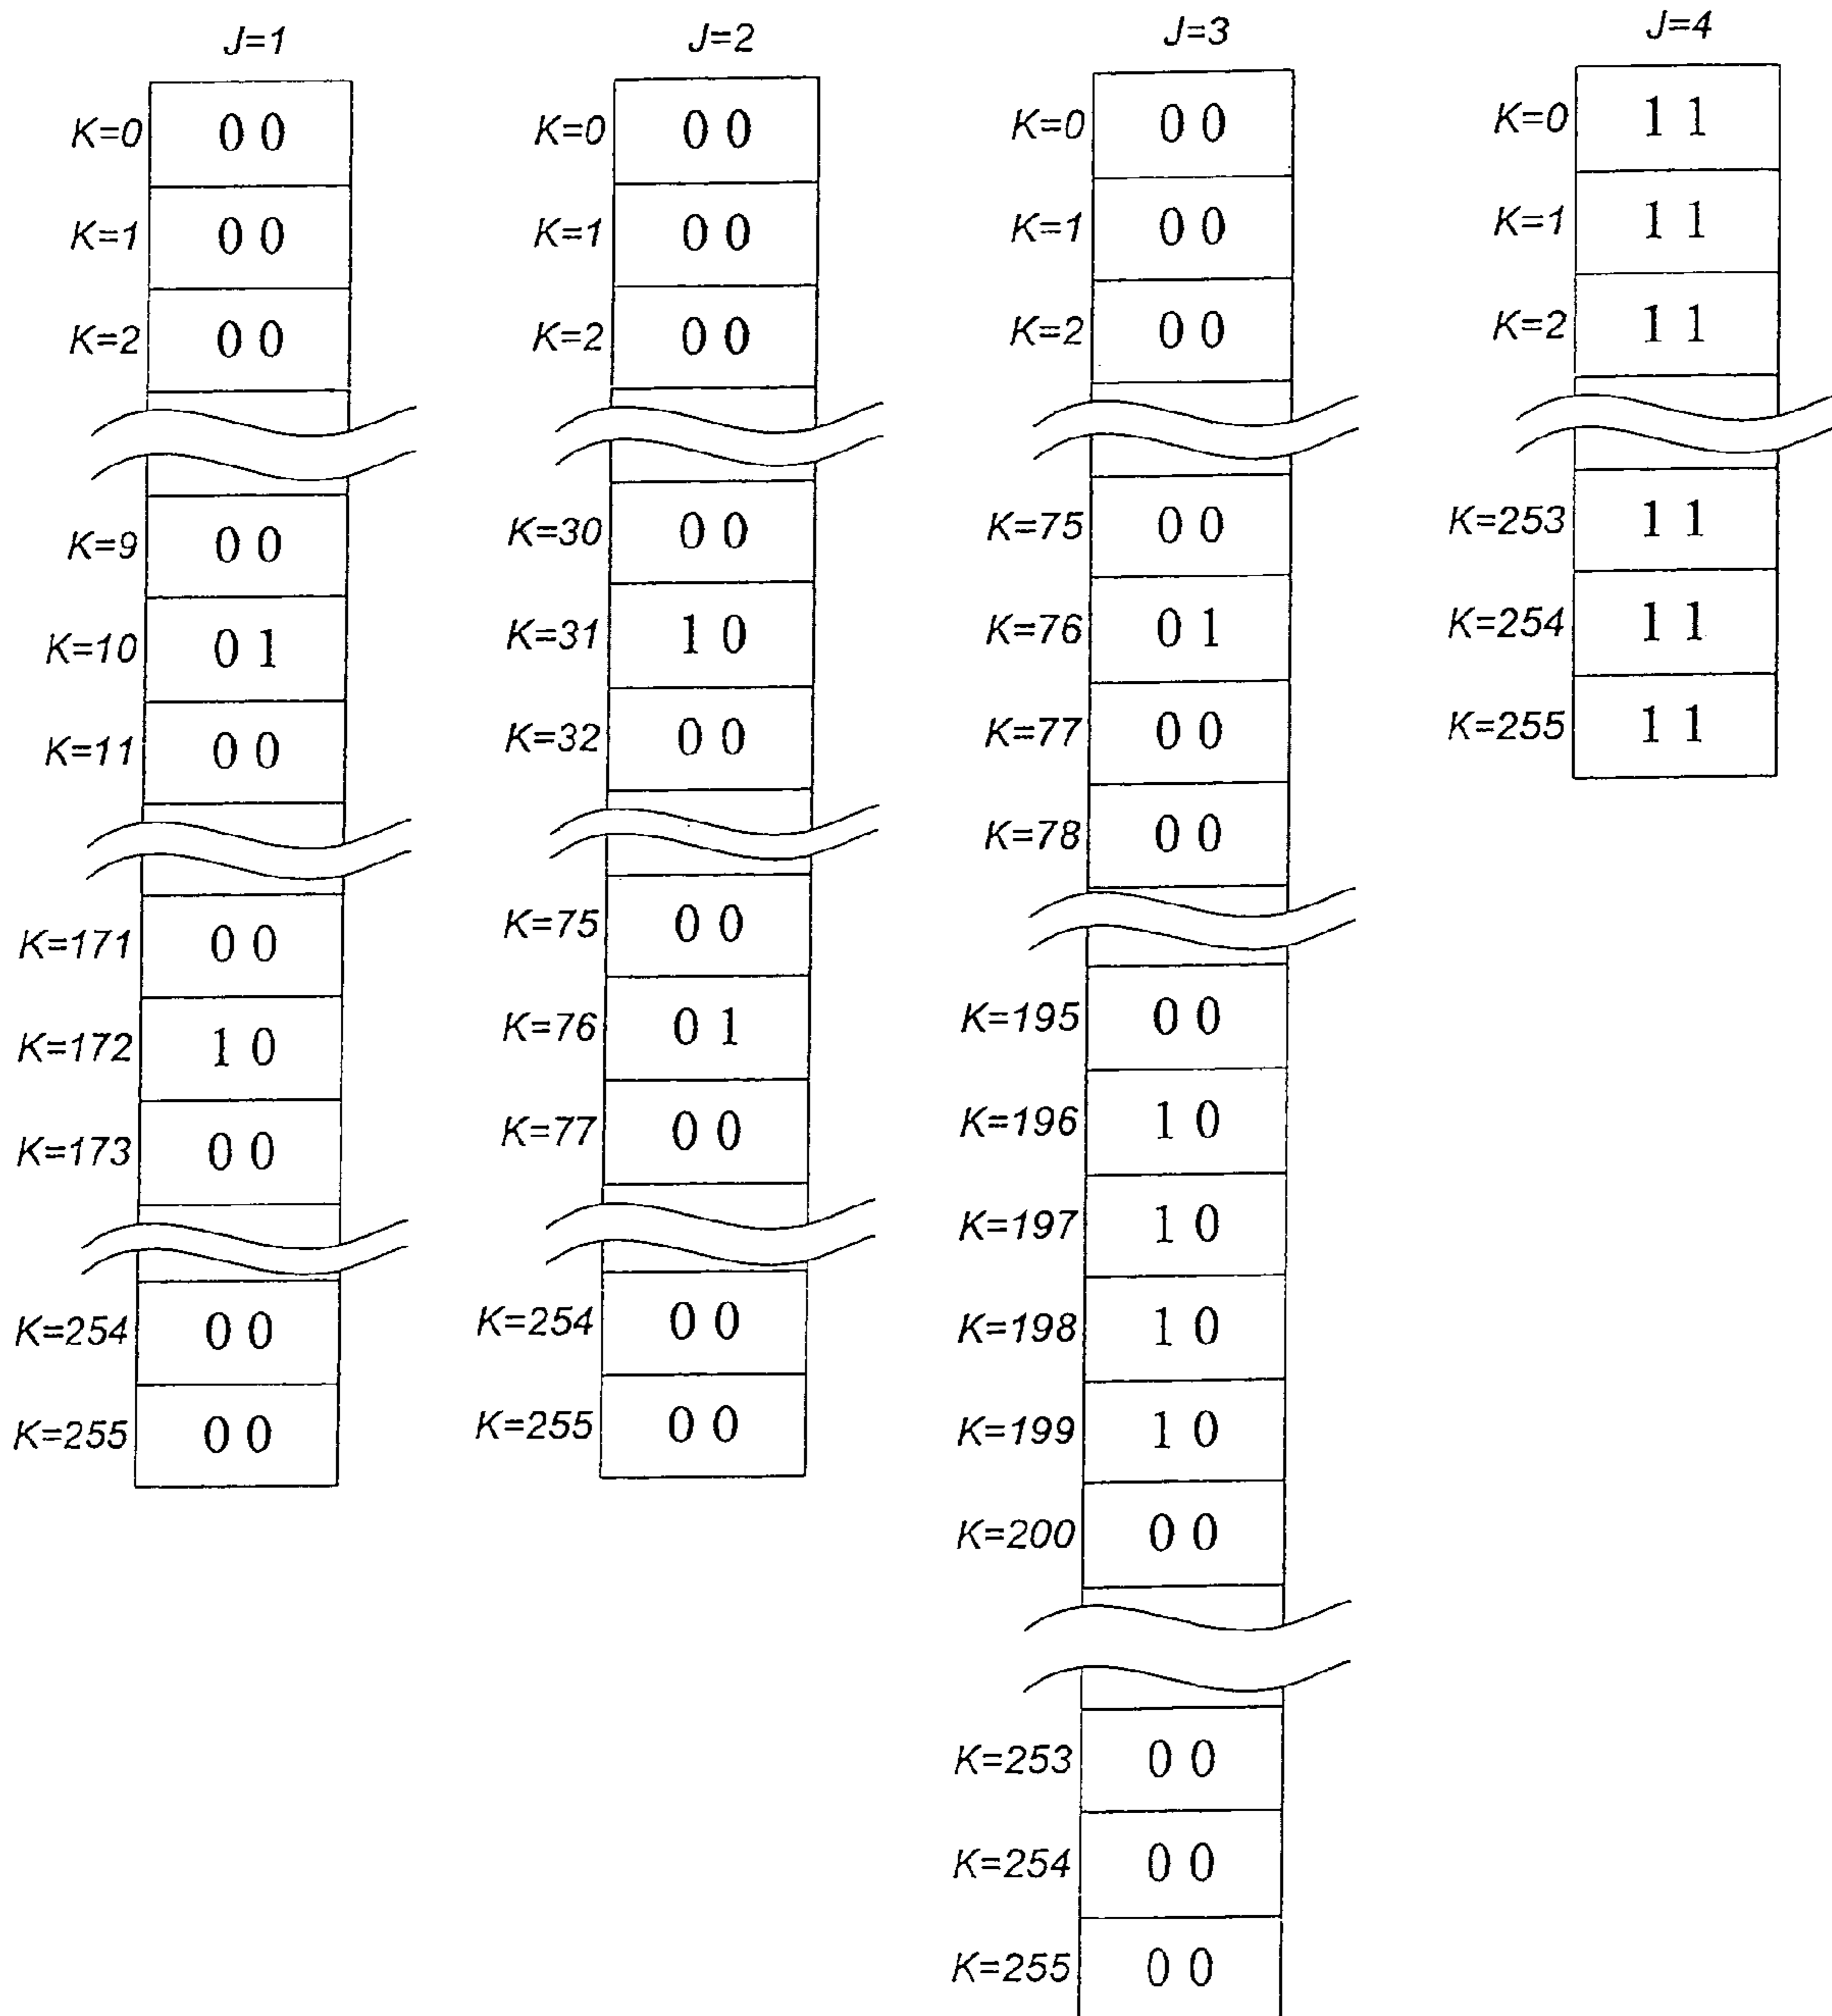 J=1
K=0 0 0
K=1 0 0
K=2 0 0
K=9 0 0
K=10 0 1
K=11 0 0
K=171 0 0
K=172 1 0
K=173 0 0
K=254 0 0
K=255 0 0
J=2
K=0 0 0
K=1 0 0
K=2 0 0
K=30 0 0
K=31 1 0
K=32 0 0
K=75 0 0
K=76 0 1
K=77 0 0
K=254 0 0
K=255 0 0
J=3
K=0 0 0
K=1 0 0
K=2 0 0
K=75 0 0
K=76 0 1
K=77 0 0
K=78 0 0
K=195 0 0
K=196 1 0
K=197 1 0
K=198 1 0
K=199 1 0
K=200 0 0
K=253 0 0
K=254 0 0
K=255 0 0
J=4
K=0 1 1
K=1 1 1
K=2 1 1
K=253 1 1
K=254 1 1
K=255 1 1